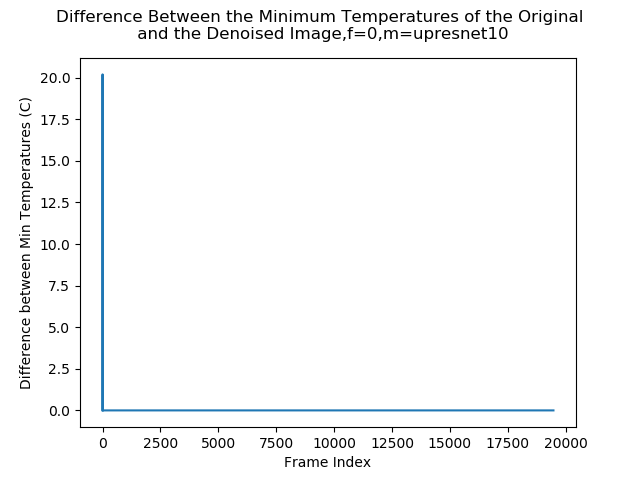 Difference Between the Minimum Temperatures of the Original
and the Denoised Image,f=0,m=upresnet10
Difference between Min Temperatures (C)
20.0
17.5
15.0
12.5
10.0
7.5
5.0
2.5
0.0
0 2500 5000 7500 10000 12500 15000 17500 20000
Frame Index